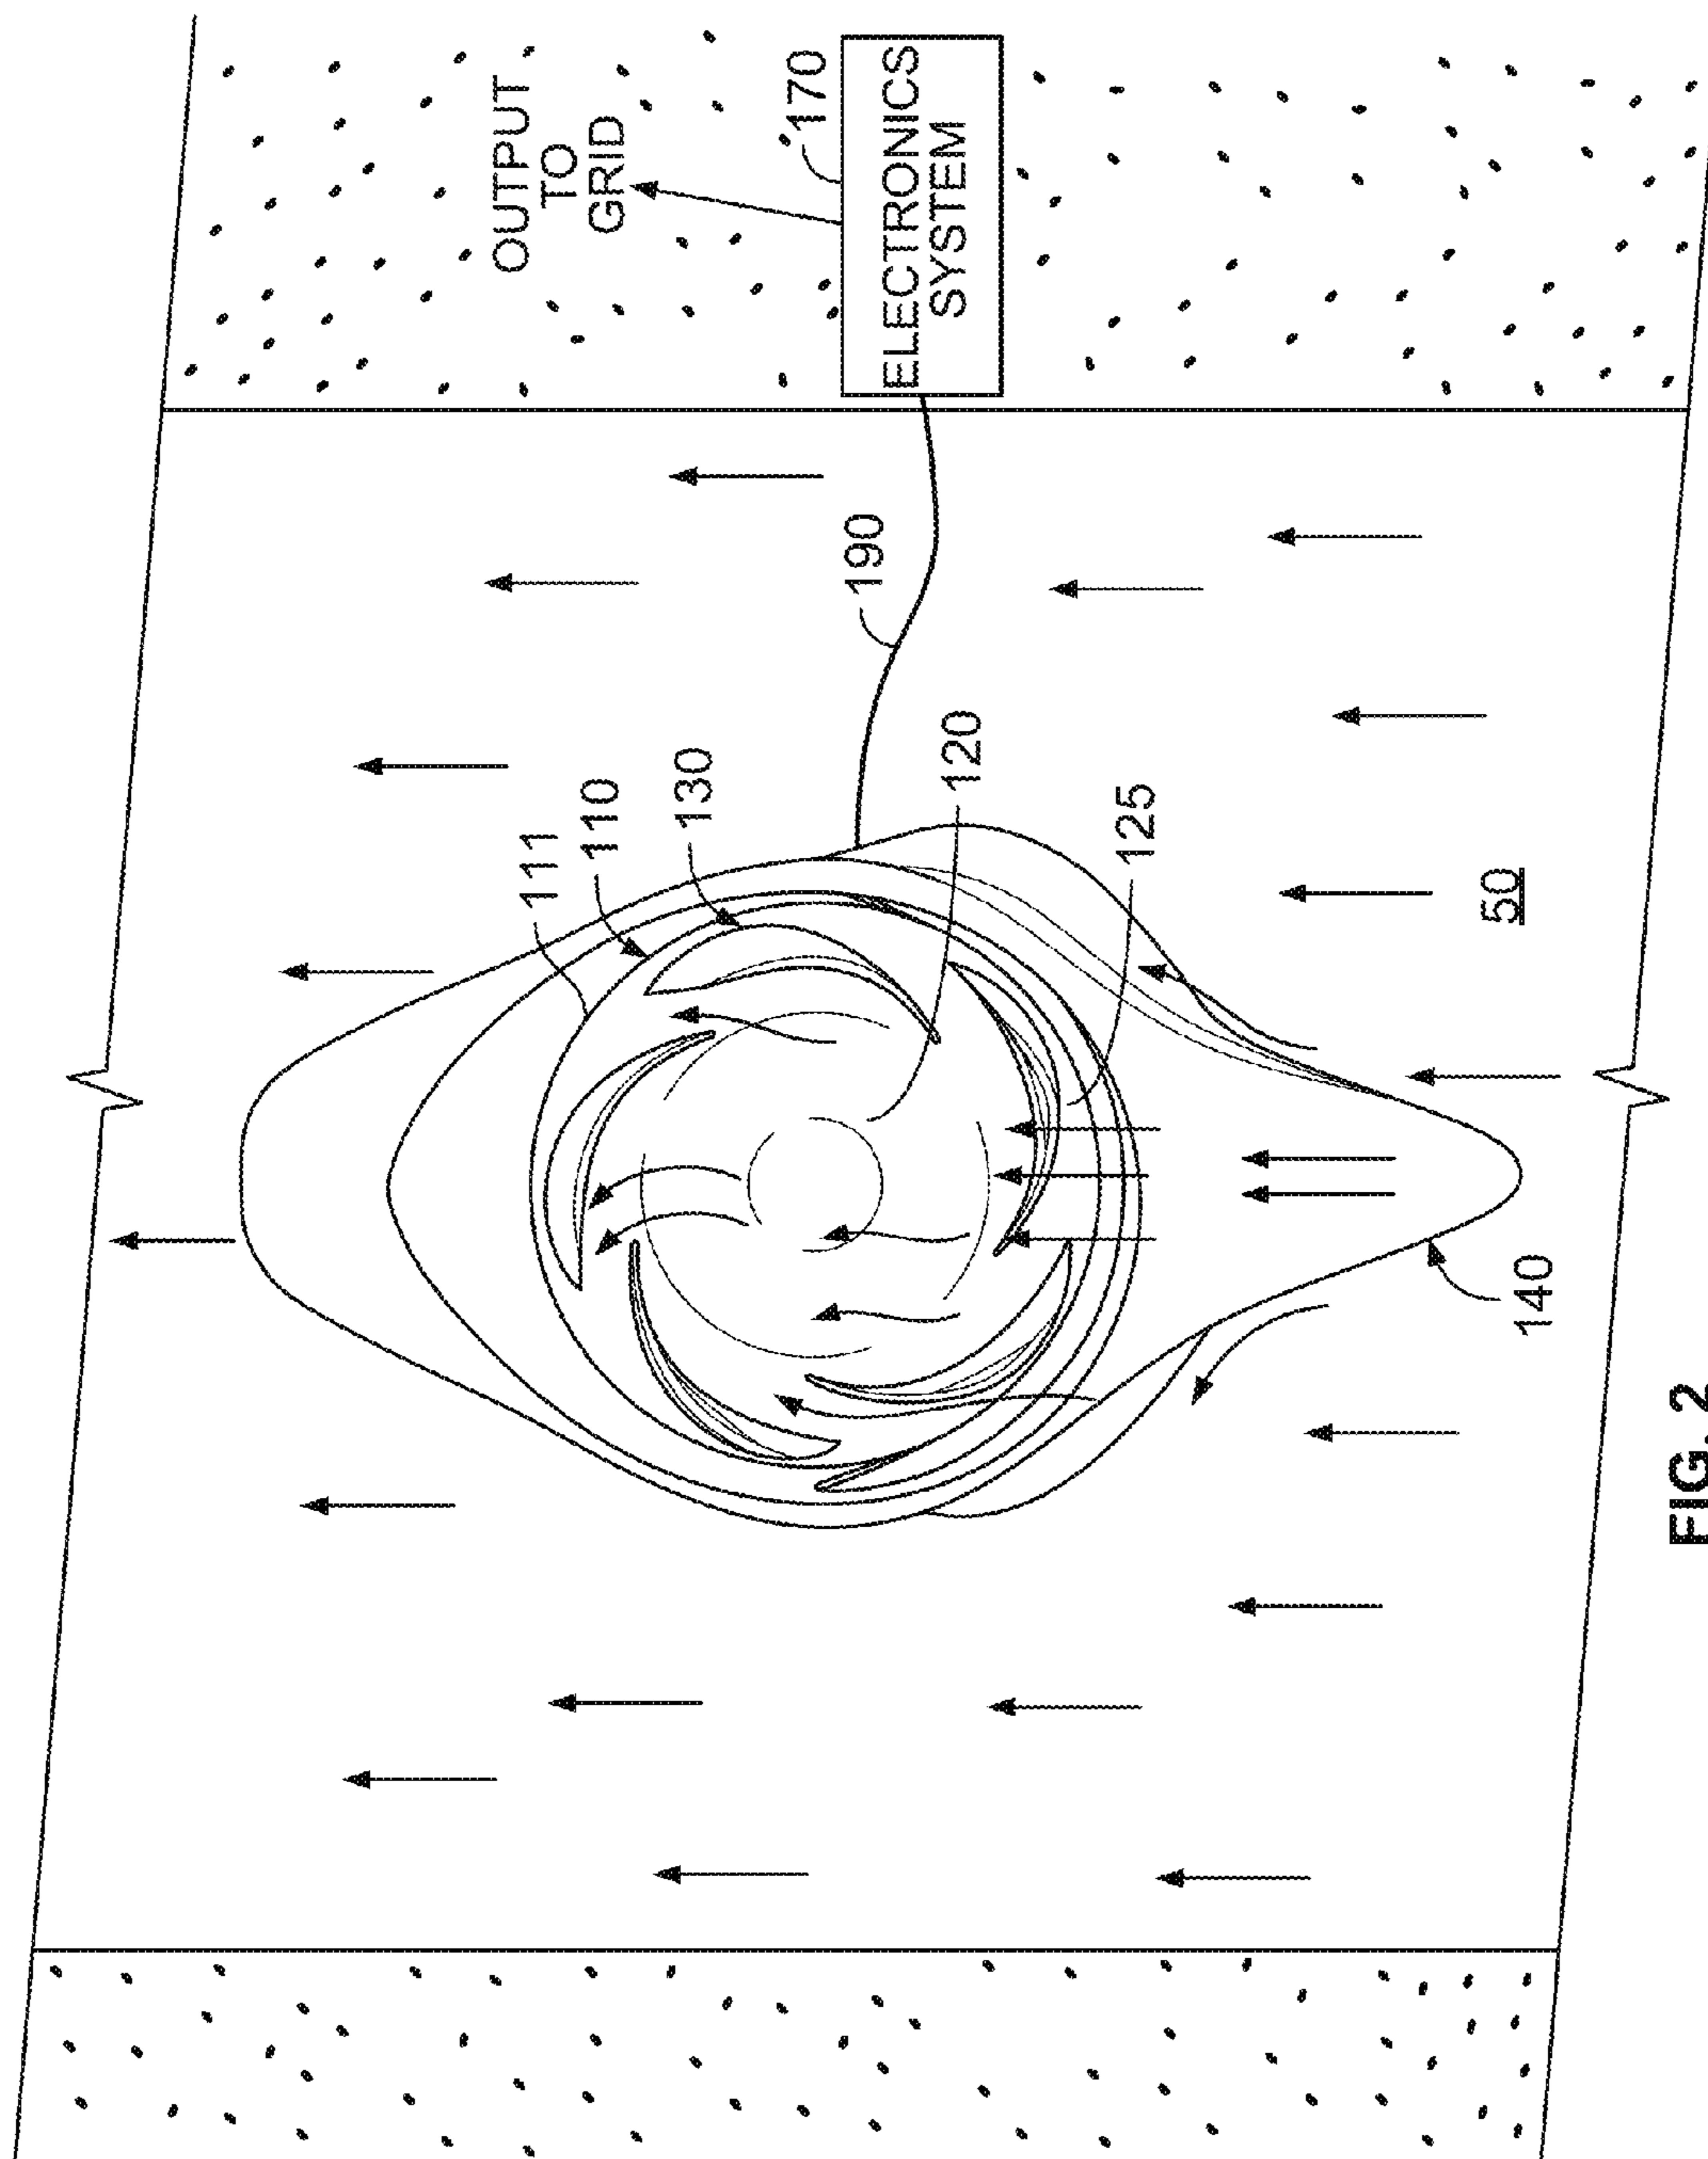 OUTPUT
TO
GRID
170
ELECTRONICS
SYSTEM
190
111
110
130
120
125
50
140
FIG. 2